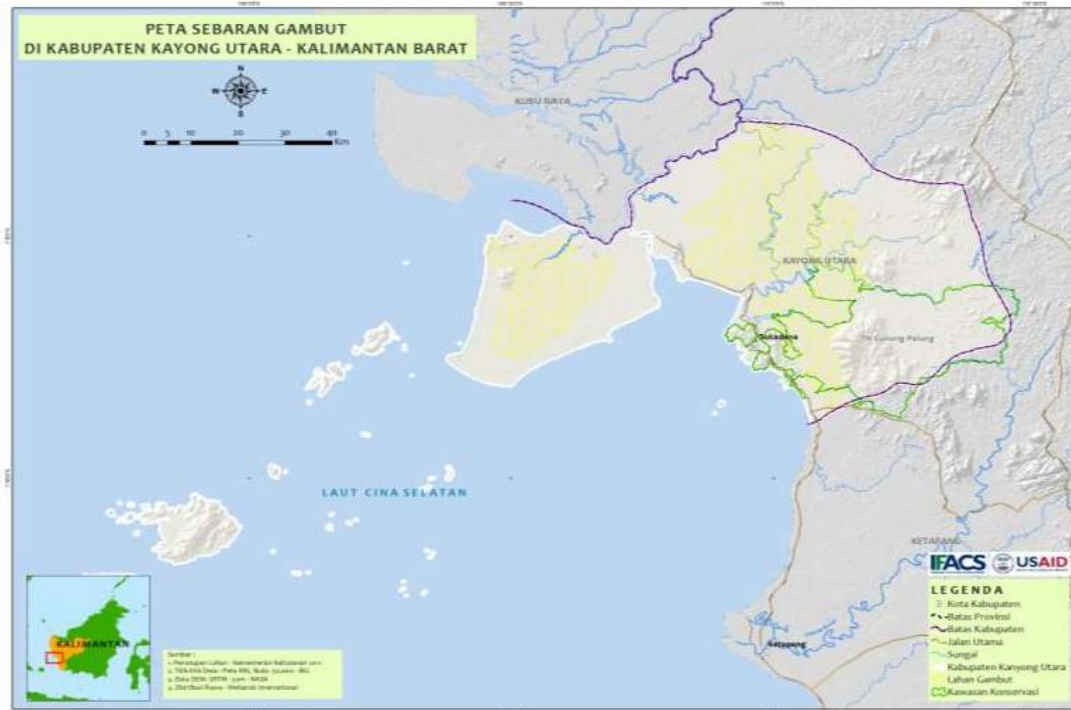 PETA SEBARAN GAMBUT
DI KABUPATEN KAYONG UTARA - KALIMANTAN BARAT
N
W E
S
0 5 10 20 30 40
Km
KUBU RAYA
KAYONG UTARA
Sukadana
TN Gunung Palung
LAUT CINA SELATAN
KETAPANG
Ketapang
KALIMANTAN
Sumber :
IFACS USAID
LEGENDA
Kota Kabupaten
Batas Provinsi
Batas Kabupaten
Jalan Utama
Sungai
Kabupaten Kanyong Utara
Lahan Gambut
Kawasan Konservasi